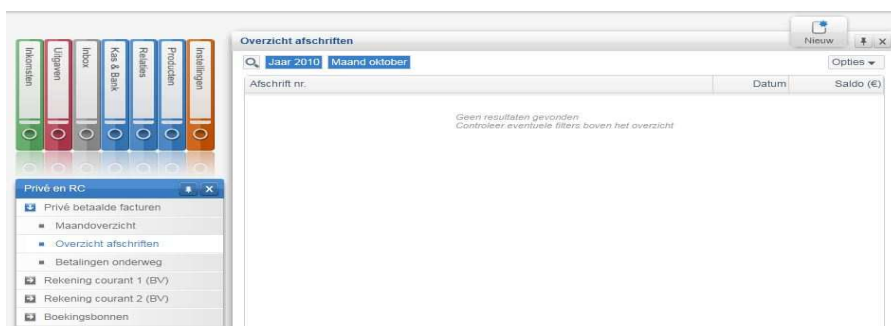 Nieuw
Inkomsten
Uitgaven
Inbox
Kas & Bank
Relaties
Producten
Instellingen
Overzicht afschriften
Jaar 2010 Maand oktober
Opties
Afschrift nr. Datum Saldo (€)
Geen resultaten gevonden
Controleer eventuele filters boven het overzicht
Privé en RC
Privé betaalde facturen
Maandoverzicht
Overzicht afschriften
Betalingen onderweg
Rekening courant 1 (BV)
Rekening courant 2 (BV)
Boekingsbonnen